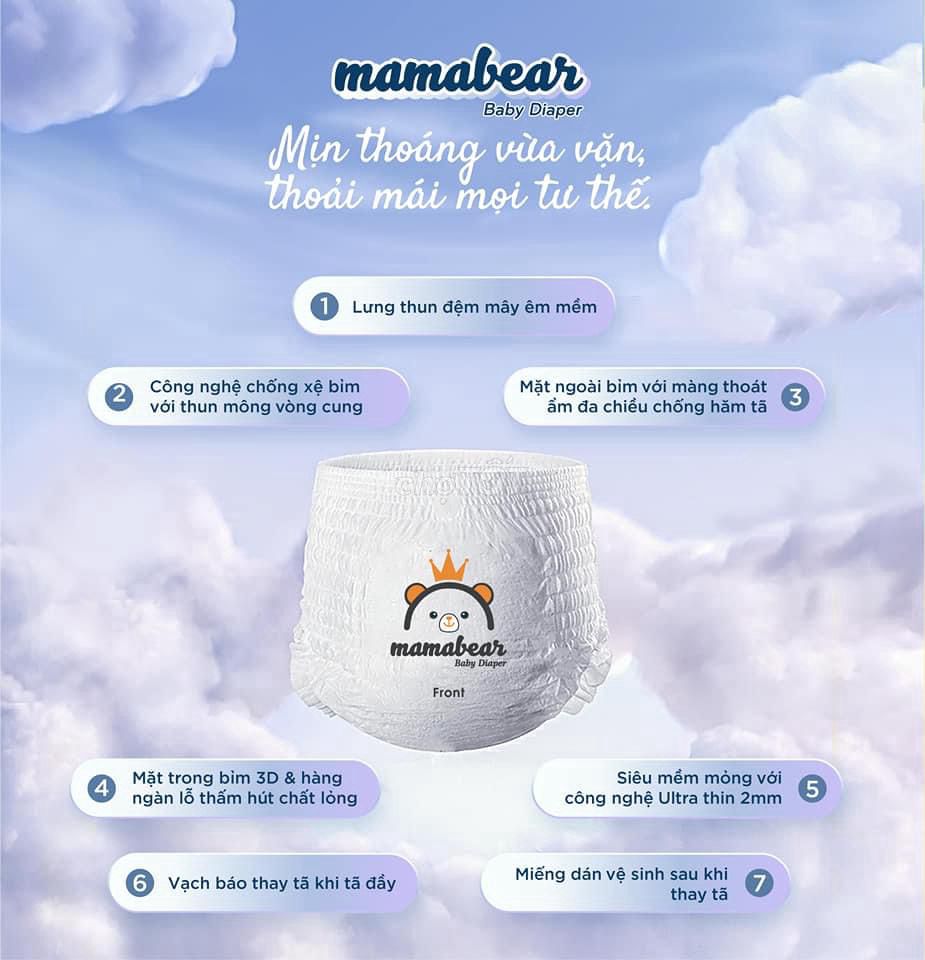 mamabear
Baby Diaper
Mịn thoáng vừa vặn,
thoải mái mọi tư thế.
1 Lưng thun đệm mây êm mềm
2 Công nghệ chống xệ bỉm
với thun mông vòng cung
Mặt ngoài bỉm với màng thoát
ẩm đa chiều chống hăm tã 3
mamabear
Baby Diaper
Front
4 Mặt trong bỉm 3D & hàng
ngàn lỗ thấm hút chất lỏng
Siêu mềm mỏng với
công nghệ Ultra thin 2mm 5
6 Vạch báo thay tã khi tã đầy
Miếng dán vệ sinh sau khi
thay tã 7